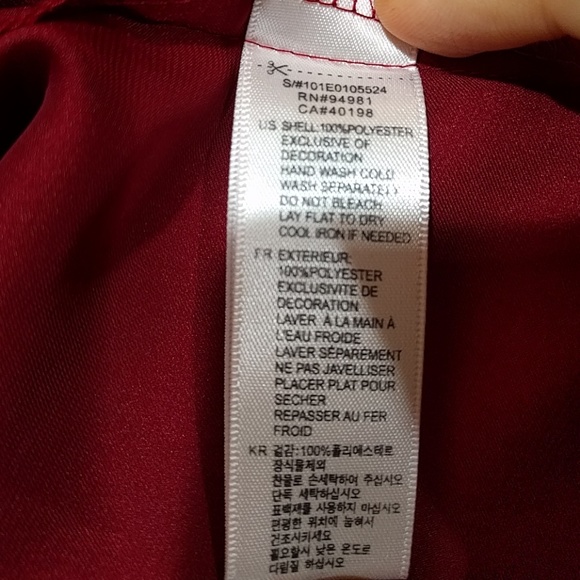 S/#101E0105524
RN#94981
CA#40198
US SHELL:100%POLYESTER
EXCLUSIVE OF
DECORATION
HAND WASH COLD
WASH SEPARATELY
DO NOT BLEACH
LAY FLAT TO DRY
COOL IRON IF NEEDED
FR EXTERIEUR:
100%POLYESTER
EXCLUSIVITE DE
DECORATION
LAVER À LA MAIN À
L'EAU FROIDE
LAVER SÉPAREMENT
NE PAS JAVELLISER
PLACER PLAT POUR
SECHER
REPASSER AU FER
FROID
KR 겉감:100%폴리에스테르
장식물제외
찬물로 손세탁하여 주십시오
단독 세탁하십시오
표백제를 사용하지 마십시오
편평한 위치에 눕혀서
건조시키세요
필요할시 낮은 온도로
다림질 하십시오